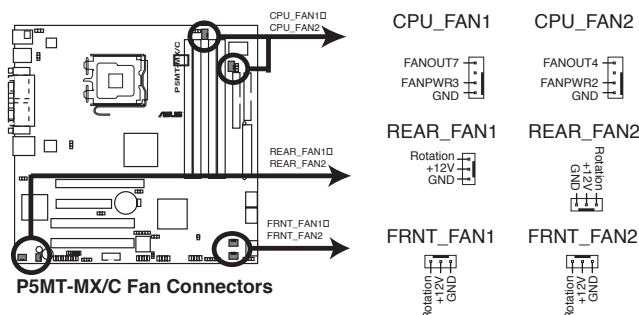 CPU_FAN1
CPU_FAN2
P5MT-MX/C
ASUS
REAR_FAN1
REAR_FAN2
FRNT_FAN1
FRNT_FAN2
P5MT-MX/C Fan Connectors
CPU_FAN1
FANOUT7
FANPWR3
GND
CPU_FAN2
FANOUT4
FANPWR2
GND
REAR_FAN1
Rotation
+12V
GND
REAR_FAN2
Rotation
+12V
GND
FRNT_FAN1
Rotation
+12V
GND
FRNT_FAN2
Rotation
+12V
GND